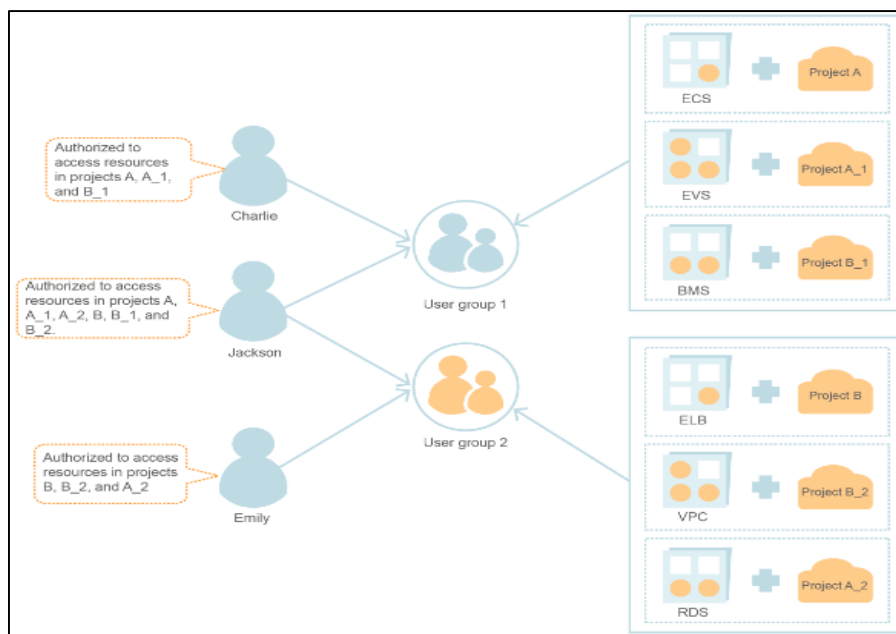 Authorized to
access resources
in projects A, A_1,
and B_1
Charlie
Authorized to access
resources in projects A,
A_1, A_2, B, B_1, and
B_2.
Jackson
Authorized to access
resources in projects
B, B_2, and A_2
Emily
User group 1
User group 2
ECS
Project A
EVS
Project A_1
BMS
Project B_1
ELB
Project B
VPC
Project B_2
RDS
Project A_2